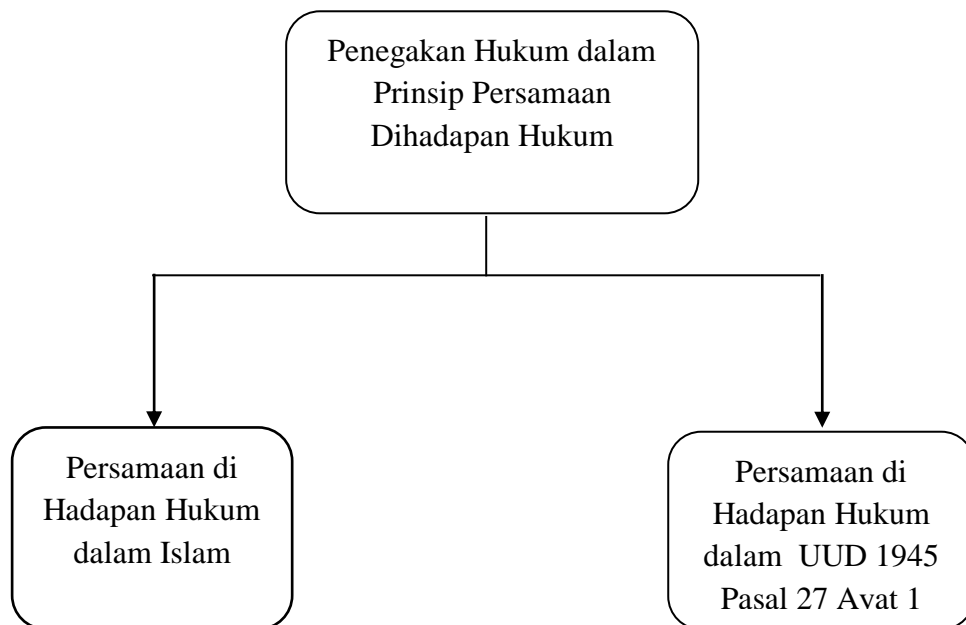 Penegakan Hukum dalam
Prinsip Persamaan
Dihadapan Hukum
Persamaan di
Hadapan Hukum
dalam Islam
Persamaan di
Hadapan Hukum
dalam UUD 1945
Pasal 27 Ayat 1